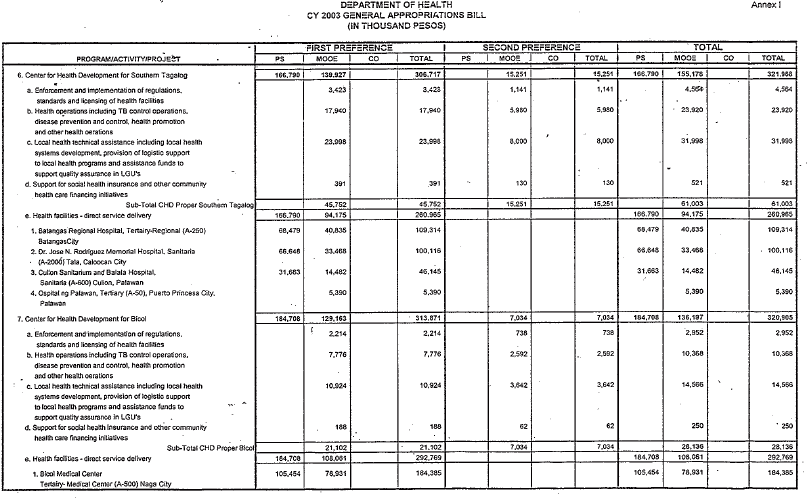 DEPARTMENT OF HEALTH Annex I
CY 2003 GENERAL APPROPRIATIONS BILL
(IN THOUSAND PESOS)
FIRST PREFERENCE SECOND PREFERENCE TOTAL
PROGRAM/ACTIVITY/PROJECT PS MOOE CO TOTAL PS MOOE CO TOTAL PS MOOE CO TOTAL
6. Center for Health Development for Southern Tagalog 166,790 139,927 306,717 15,251 15,251 166,790 155,178 321,968
a. Enforcement and implementation of regulations, 3,423 3,423 1,141 1,141 4,564 4,564
standards and licensing of health facilities
b. Health operations including TB control operations, 17,940 17,940 5,980 5,980 23,920 23,920
disease prevention and control, health promotion
and other health oerations
c. Local health technical assistance including local health 23,998 23,998 8,000 8,000 31,998 31,998
systems development, provision of logistic support
to local health programs and assistance funds to
support quality assurance in LGU's
d. Support for social health insurance and other community 391 391 130 130 521 521
health care financing initiatives
Sub-Total CHD Proper Southern Tagalog 45,752 45,752 15,251 15,251 61,003 61,003
e. Health facilities - direct service delivery 166,790 94,175 260,965 166,790 94,175 260,965
1. Batangas Regional Hospital, Tertiary-Regional (A-250) 68,479 40,835 109,314 68,479 40,835 109,314
BatangasCity
2. Dr. Jose N. Rodriguez Memorial Hospital, Sanitaria 66,648 33,468 100,116 66,648 33,468 100,116
(A-2000) Tala, Caloocan City
3. Culion Sanitarium and Balala Hospital, 31,663 14,482 46,145 31,663 14,482 46,145
Sanitaria (A-600) Culion, Palawan
4. Ospital ng Palawan, Tertiary (A-50), Puerto Princesa City, 5,390 5,390 5,390 5,390
Palawan
7. Center for Health Development for Bicol 184,708 129,163 313,871 7,034 7,034 184,708 136,197 320,905
a. Enforcement and implementation of regulations, 2,214 2,214 738 738 2,952 2,952
standards and licensing of health facilities
b. Health operations including TB control operations, 7,776 7,776 2,592 2,592 10,368 10,368
disease prevention and control, health promotion
and other health oerations
c. Local health technical assistance including local health 10,924 10,924 3,642 3,642 14,566 14,566
systems development, provision of logistic support
to local health programs and assistance funds to
support quality assurance in LGU's
d. Support for social health insurance and other community 188 188 62 62 250 250
health care financing initiatives
Sub-Total CHD Proper Bicol 21,102 21,102 7,034 7,034 28,136 28,136
e. Health facilities - direct service delivery 184,708 108,061 292,769 184,708 108,061 292,769
1. Bicol Medical Center 105,454 78,931 184,385 105,454 78,931 184,385
Tertiary- Medical Center (A-500) Naga City